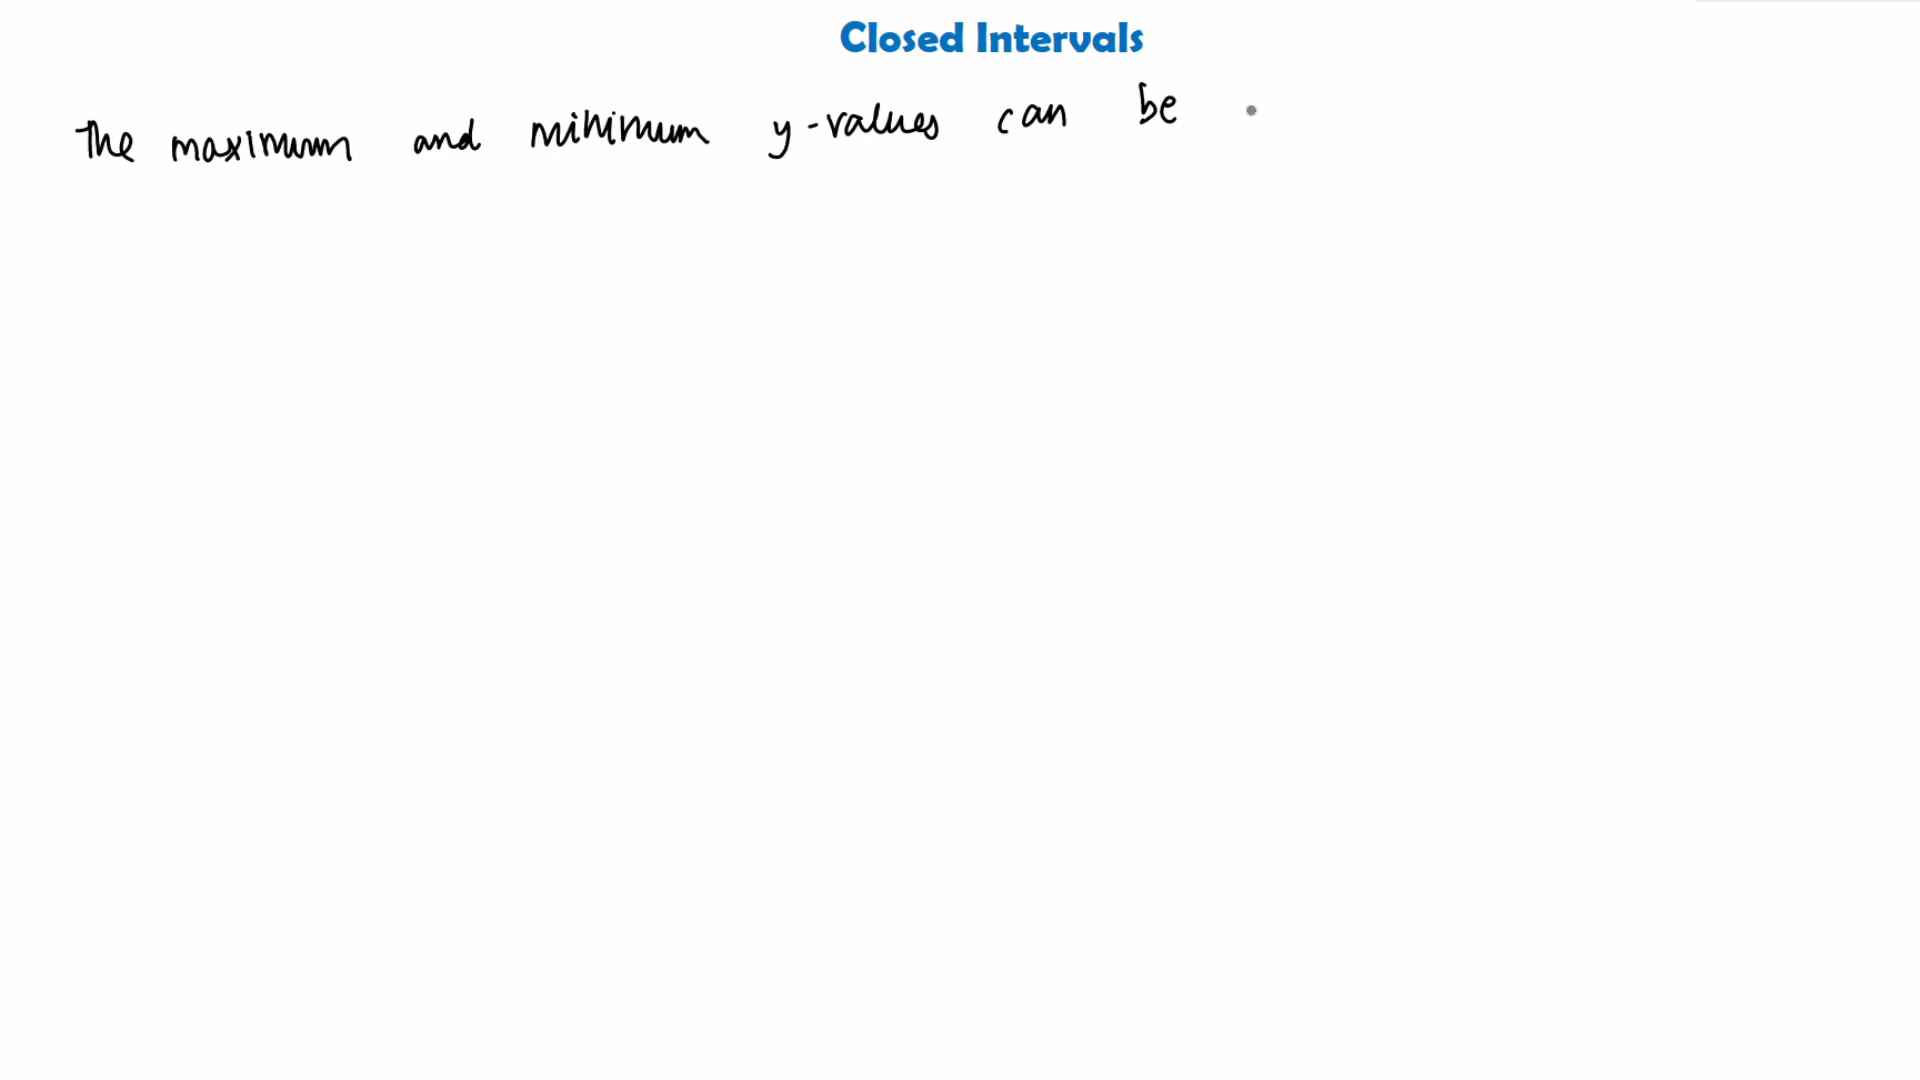 Closed Intervals
The maximum and minimum y-values can be